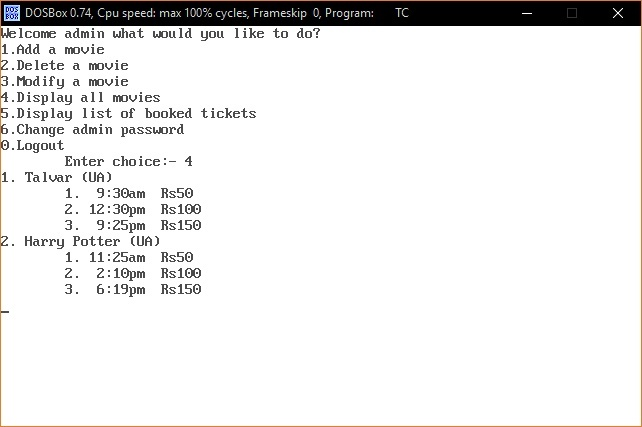 DOS BOX DOSBox 0.74, Cpu speed: max 100% cycles, Frameskip 0, Program: TC
Welcome admin what would you like to do?
1.Add a movie
2.Delete a movie
3.Modify a movie
4.Display all movies
5.Display list of booked tickets
6.Change admin password
0.Logout
Enter choice:- 4
1. Talvar (UA)
1. 9:30am Rs50
2. 12:30pm Rs100
3. 9:25pm Rs150
2. Harry Potter (UA)
1. 11:25am Rs50
2. 2:10pm Rs100
3. 6:19pm Rs150